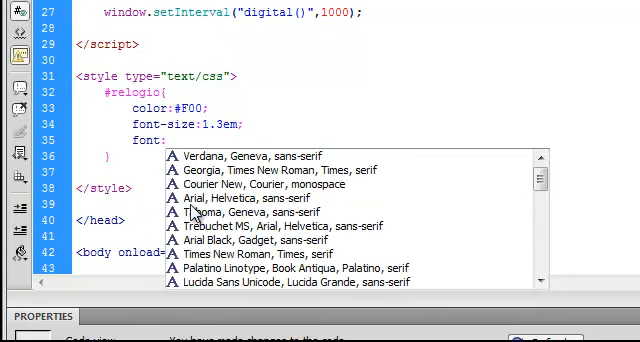 27 window.setInterval("digital()",1000);
28
29 </script>
30
31 <style type="text/css">
32 #relogio{
33 color:#F00;
34 font-size:1.3em;
35 font:
36 }
37
38 </style>
39
40 </head>
41
42 <body onload=
43
Verdana, Geneva, sans-serif
Georgia, Times New Roman, Times, serif
Courier New, Courier, monospace
Arial, Helvetica, sans-serif
Tahoma, Geneva, sans-serif
Trebuchet MS, Arial, Helvetica, sans-serif
Arial Black, Gadget, sans-serif
Times New Roman, Times, serif
Palatino Linotype, Book Antiqua, Palatino, serif
Lucida Sans Unicode, Lucida Grande, sans-serif
PROPERTIES
Code view You have made changes to the code. Refresh